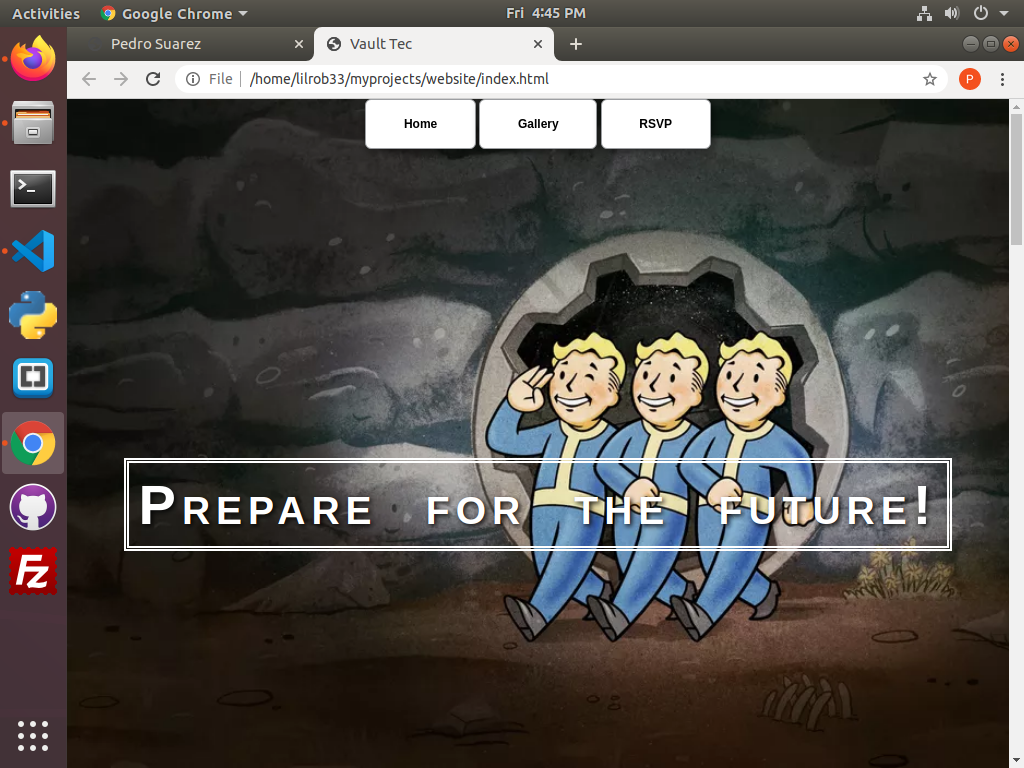 Activities Google Chrome Fri 4:45 PM
Pedro Suarez Vault Tec
File /home/lilrob33/myprojects/website/index.html P
Home Gallery RSVP
Prepare for the future!
Fz